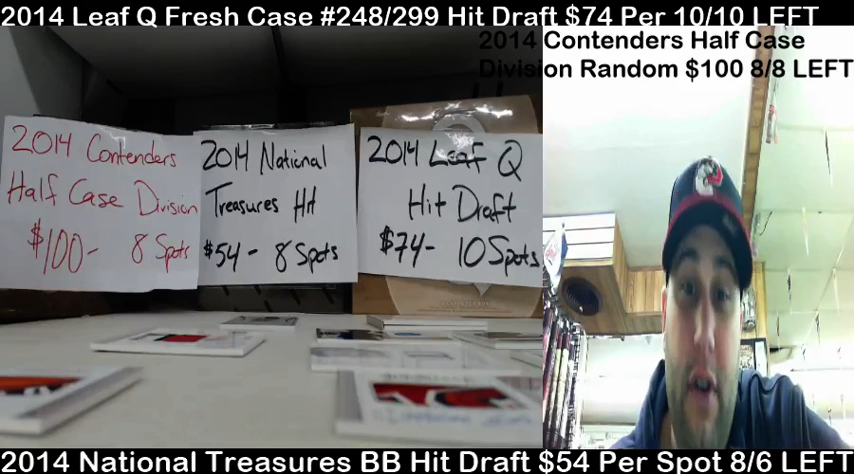 2014 Leaf Q Fresh Case #248/299 Hit Draft $74 Per 10/10 LEFT
2014 Contenders Half Case
Division Random $100 8/8 LEFT
2014 Contenders
Half Case Division
$100- 8 Spots
2014 National
Treasures Hit
$54- 8 Spots
2014 Leaf Q
Hit Draft
$74- 10 Spots
2014 National Treasures BB Hit Draft $54 Per Spot 8/6 LEFT